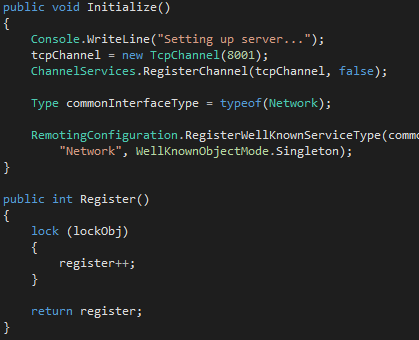 public void Initialize()
{
Console.WriteLine("Setting up server...");
tcpChannel = new TcpChannel(8001);
ChannelServices.RegisterChannel(tcpChannel, false);
Type commonInterfaceType = typeof(Network);
RemotingConfiguration.RegisterWellKnownServiceType(commo
"Network", WellKnownObjectMode.Singleton);
}
public int Register()
{
lock (lockObj)
{
register++;
}
return register;
}